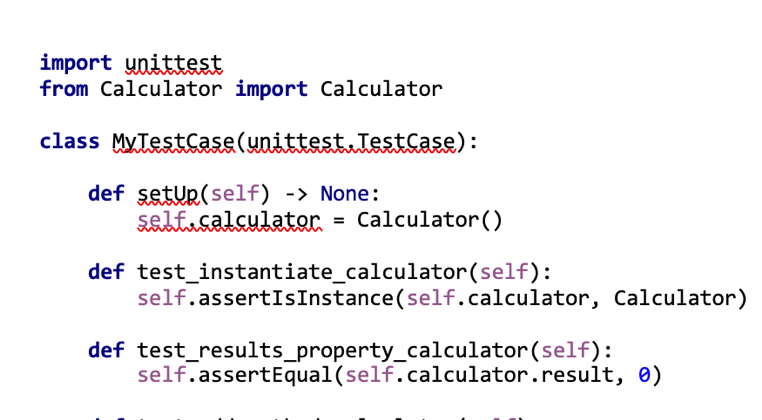 import unittest
from Calculator import Calculator
class MyTestCase(unittest.TestCase):
def setUp(self) -> None:
self.calculator = Calculator()
def test_instantiate_calculator(self):
self.assertIsInstance(self.calculator, Calculator)
def test_results_property_calculator(self):
self.assertEqual(self.calculator.result, 0)